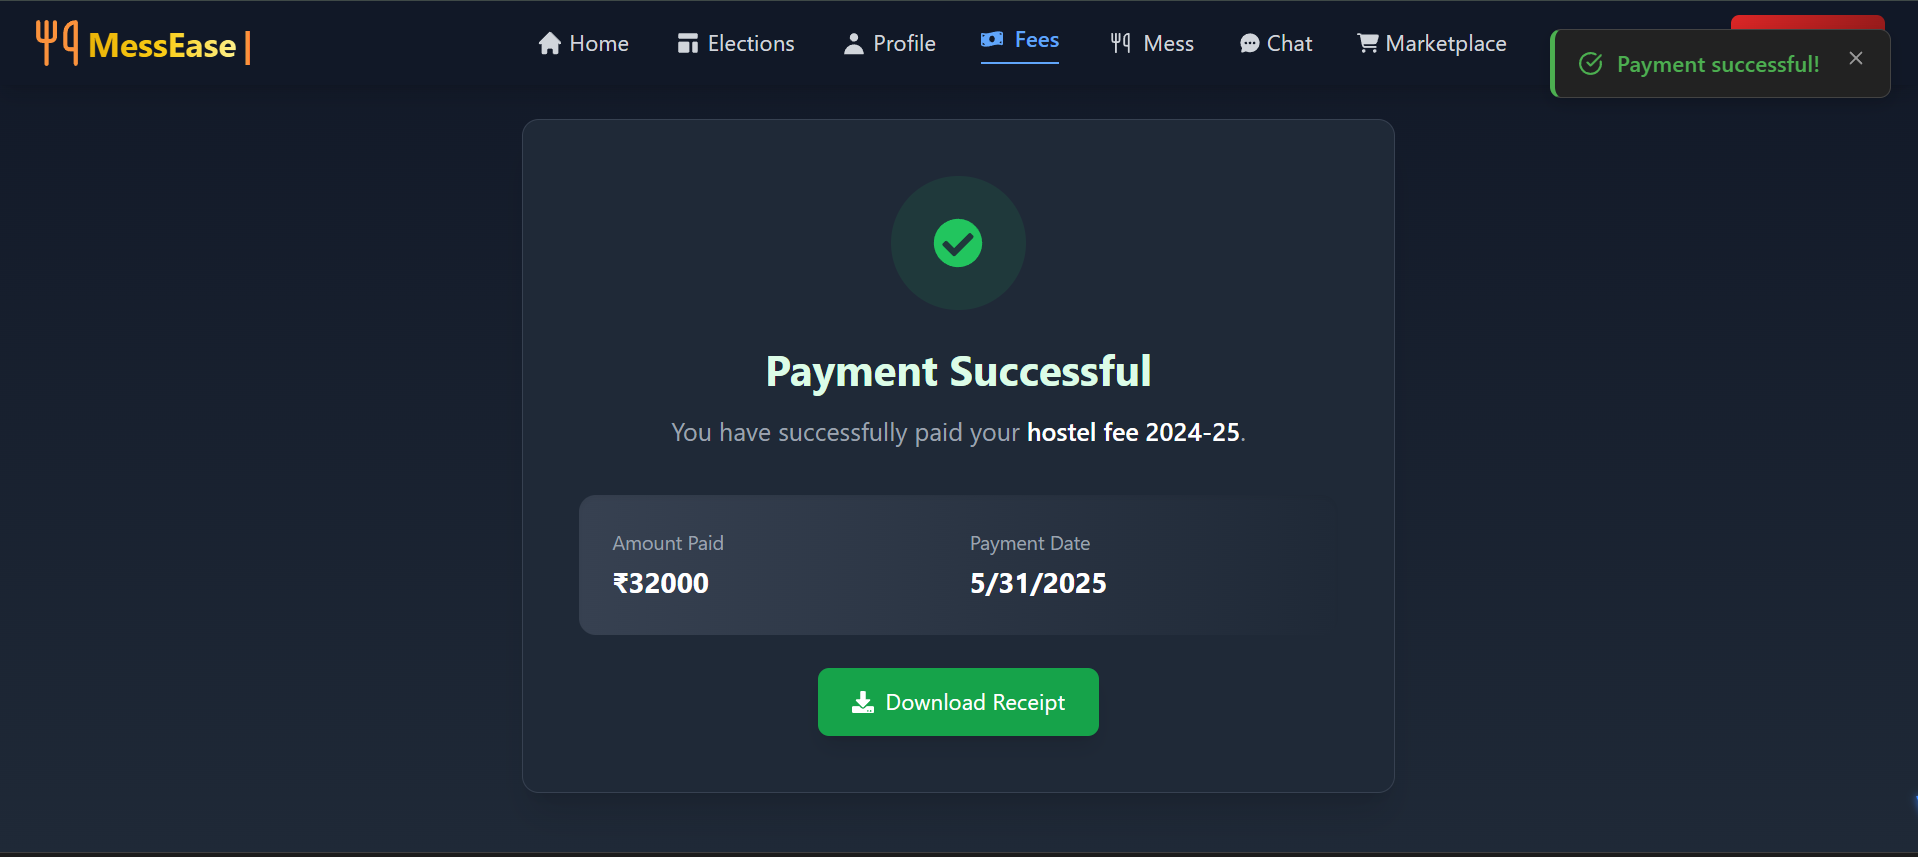 MessEase
Home Elections Profile Fees Mess Chat Marketplace
Payment successful!
Payment Successful
You have successfully paid your hostel fee 2024-25.
Amount Paid Payment Date
₹32000 5/31/2025
Download Receipt